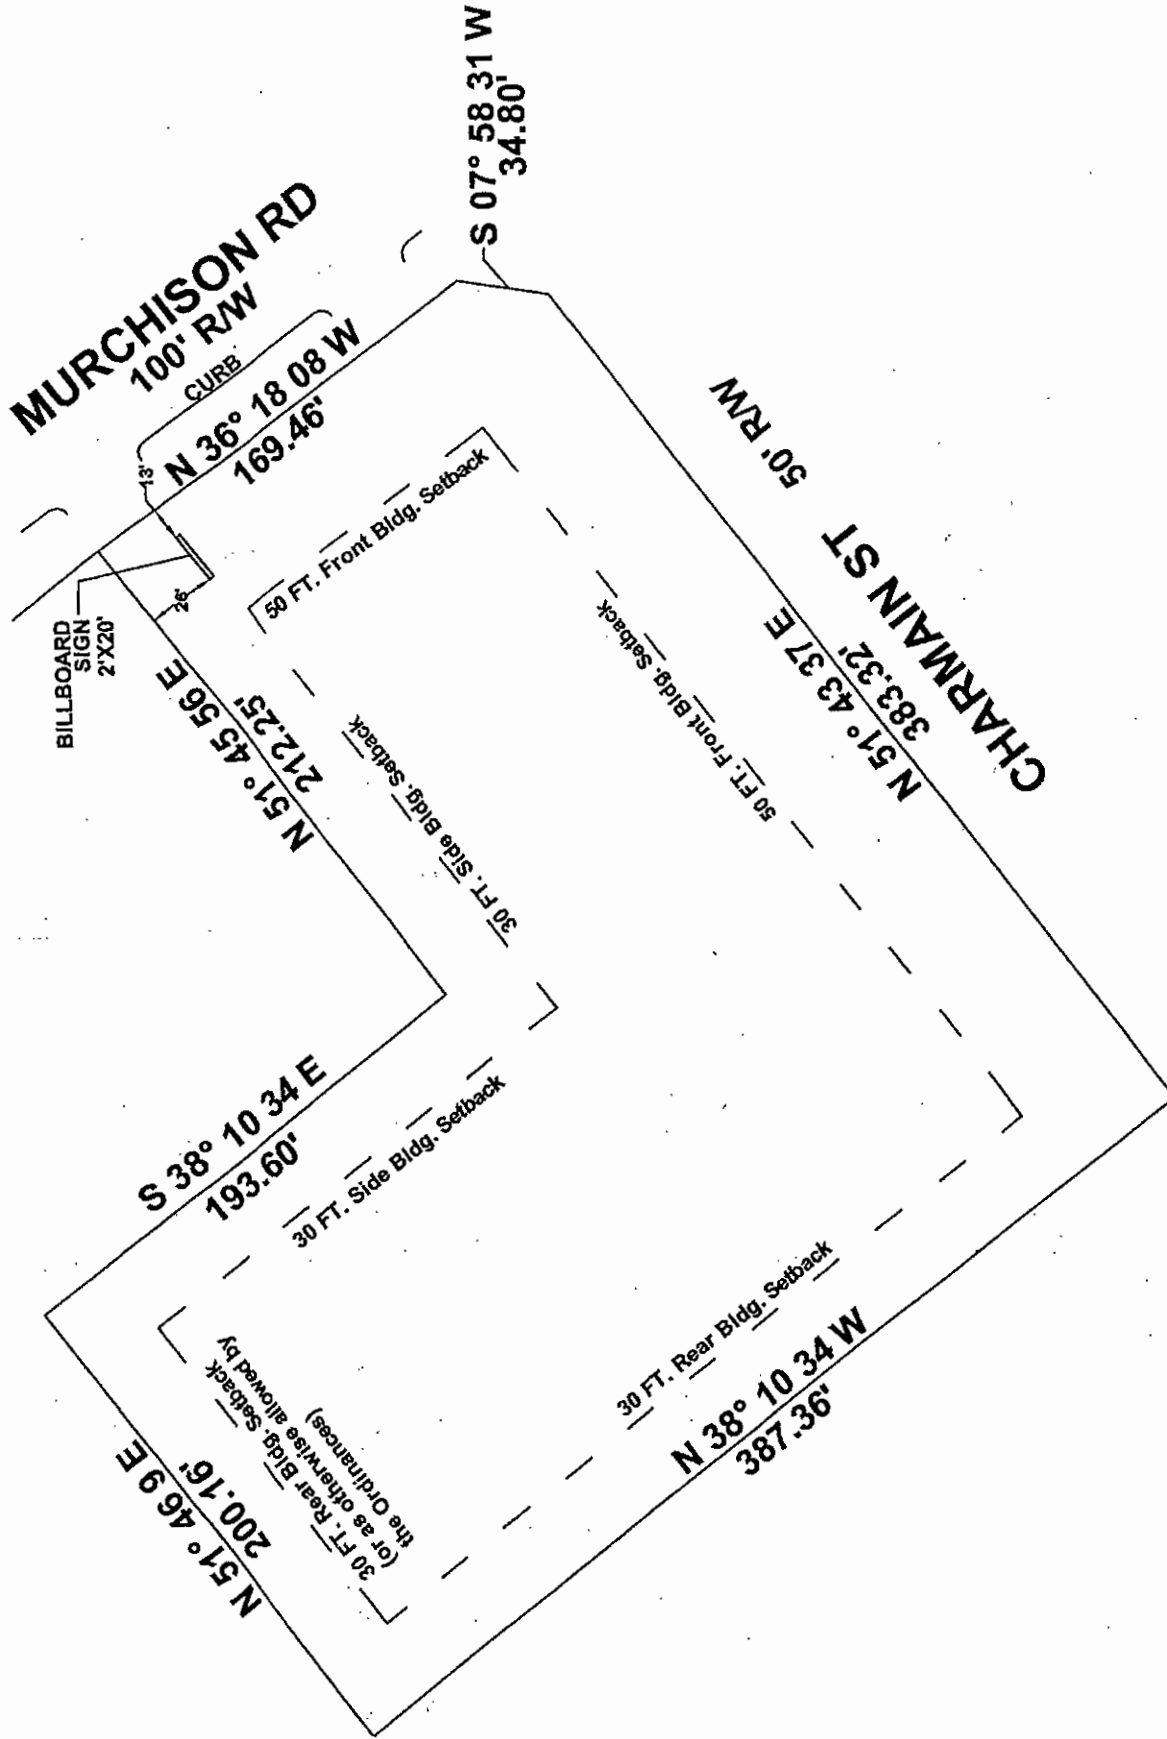 MURCHISON RD
100' R/W
CURB
S 07° 58 31 W
34.80'
N 36° 18 08 W
169.46'
13'
26'
BILLBOARD
SIGN
2'X20'
N 51° 45 56 E
212.25'
50 FT. Front Bldg. Setback
30 FT. Side Bldg. Setback
50 FT. Front Bldg. Setback
50' R/W
CHARMAIN ST
N 51° 43 37 E
383.32'
S 38° 10 34 E
193.60'
30 FT. Side Bldg. Setback
30 FT. Rear Bldg. Setback
N 38° 10 34 W
387.36'
30 FT. Rear Bldg. Setback
(or as otherwise allowed by
the Ordinances)
N 51° 46 9 E
200.16'